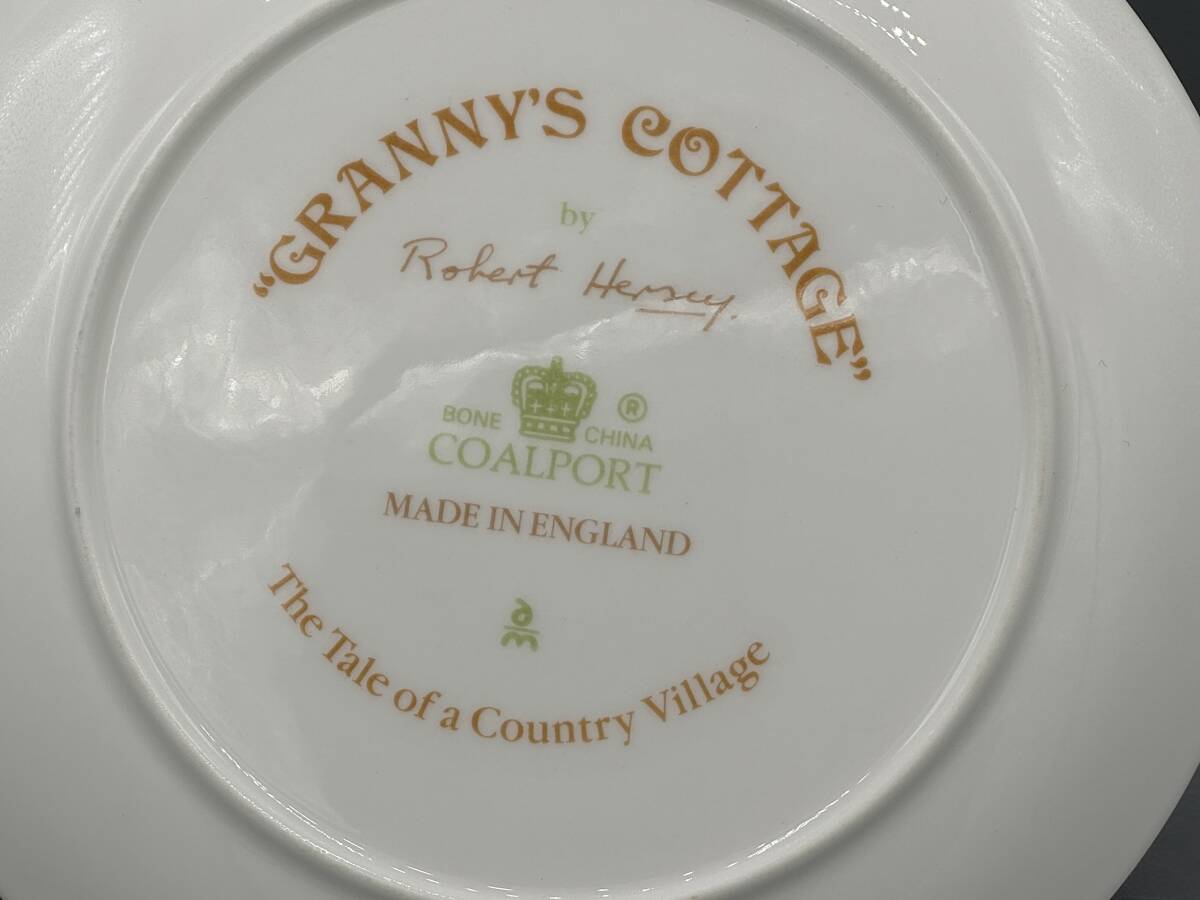 “GRANNY'S COTTAGE”
by
Robert Hersey.
BONE CHINA ®
COALPORT
MADE IN ENGLAND
The Tale of a Country Village